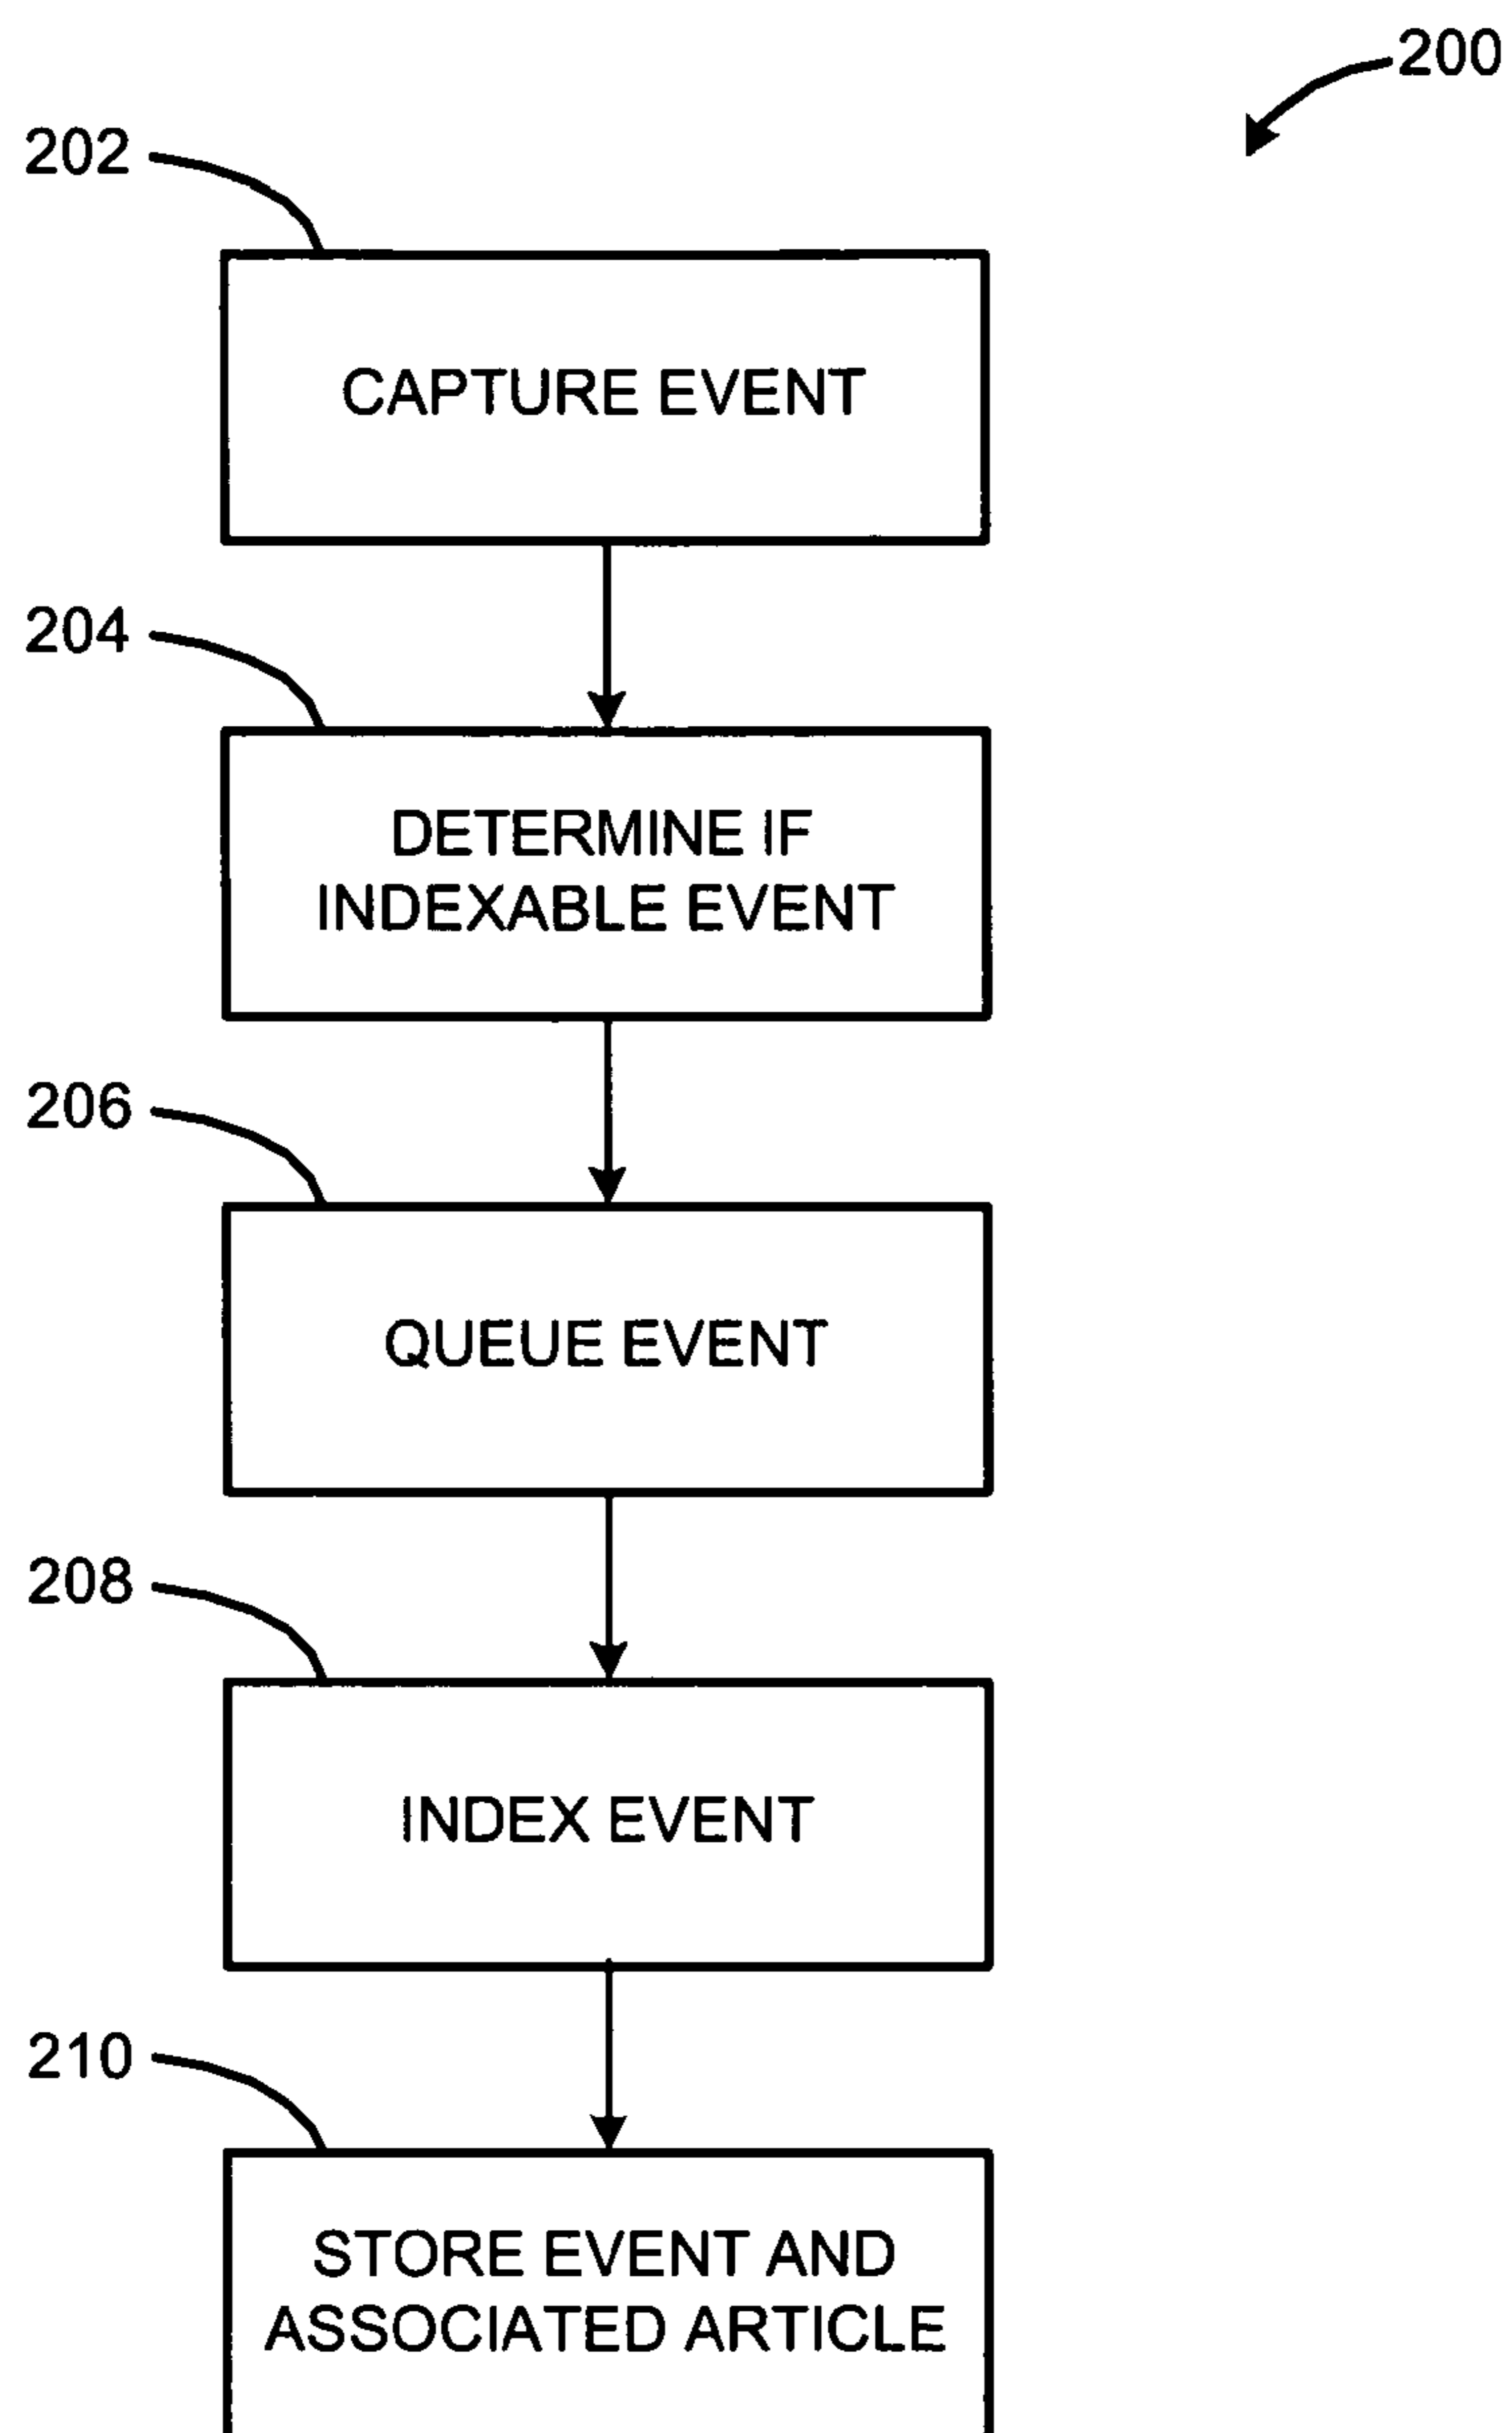 200
202
CAPTURE EVENT
204
DETERMINE IF
INDEXABLE EVENT
206
QUEUE EVENT
208
INDEX EVENT
210
STORE EVENT AND
ASSOCIATED ARTICLE